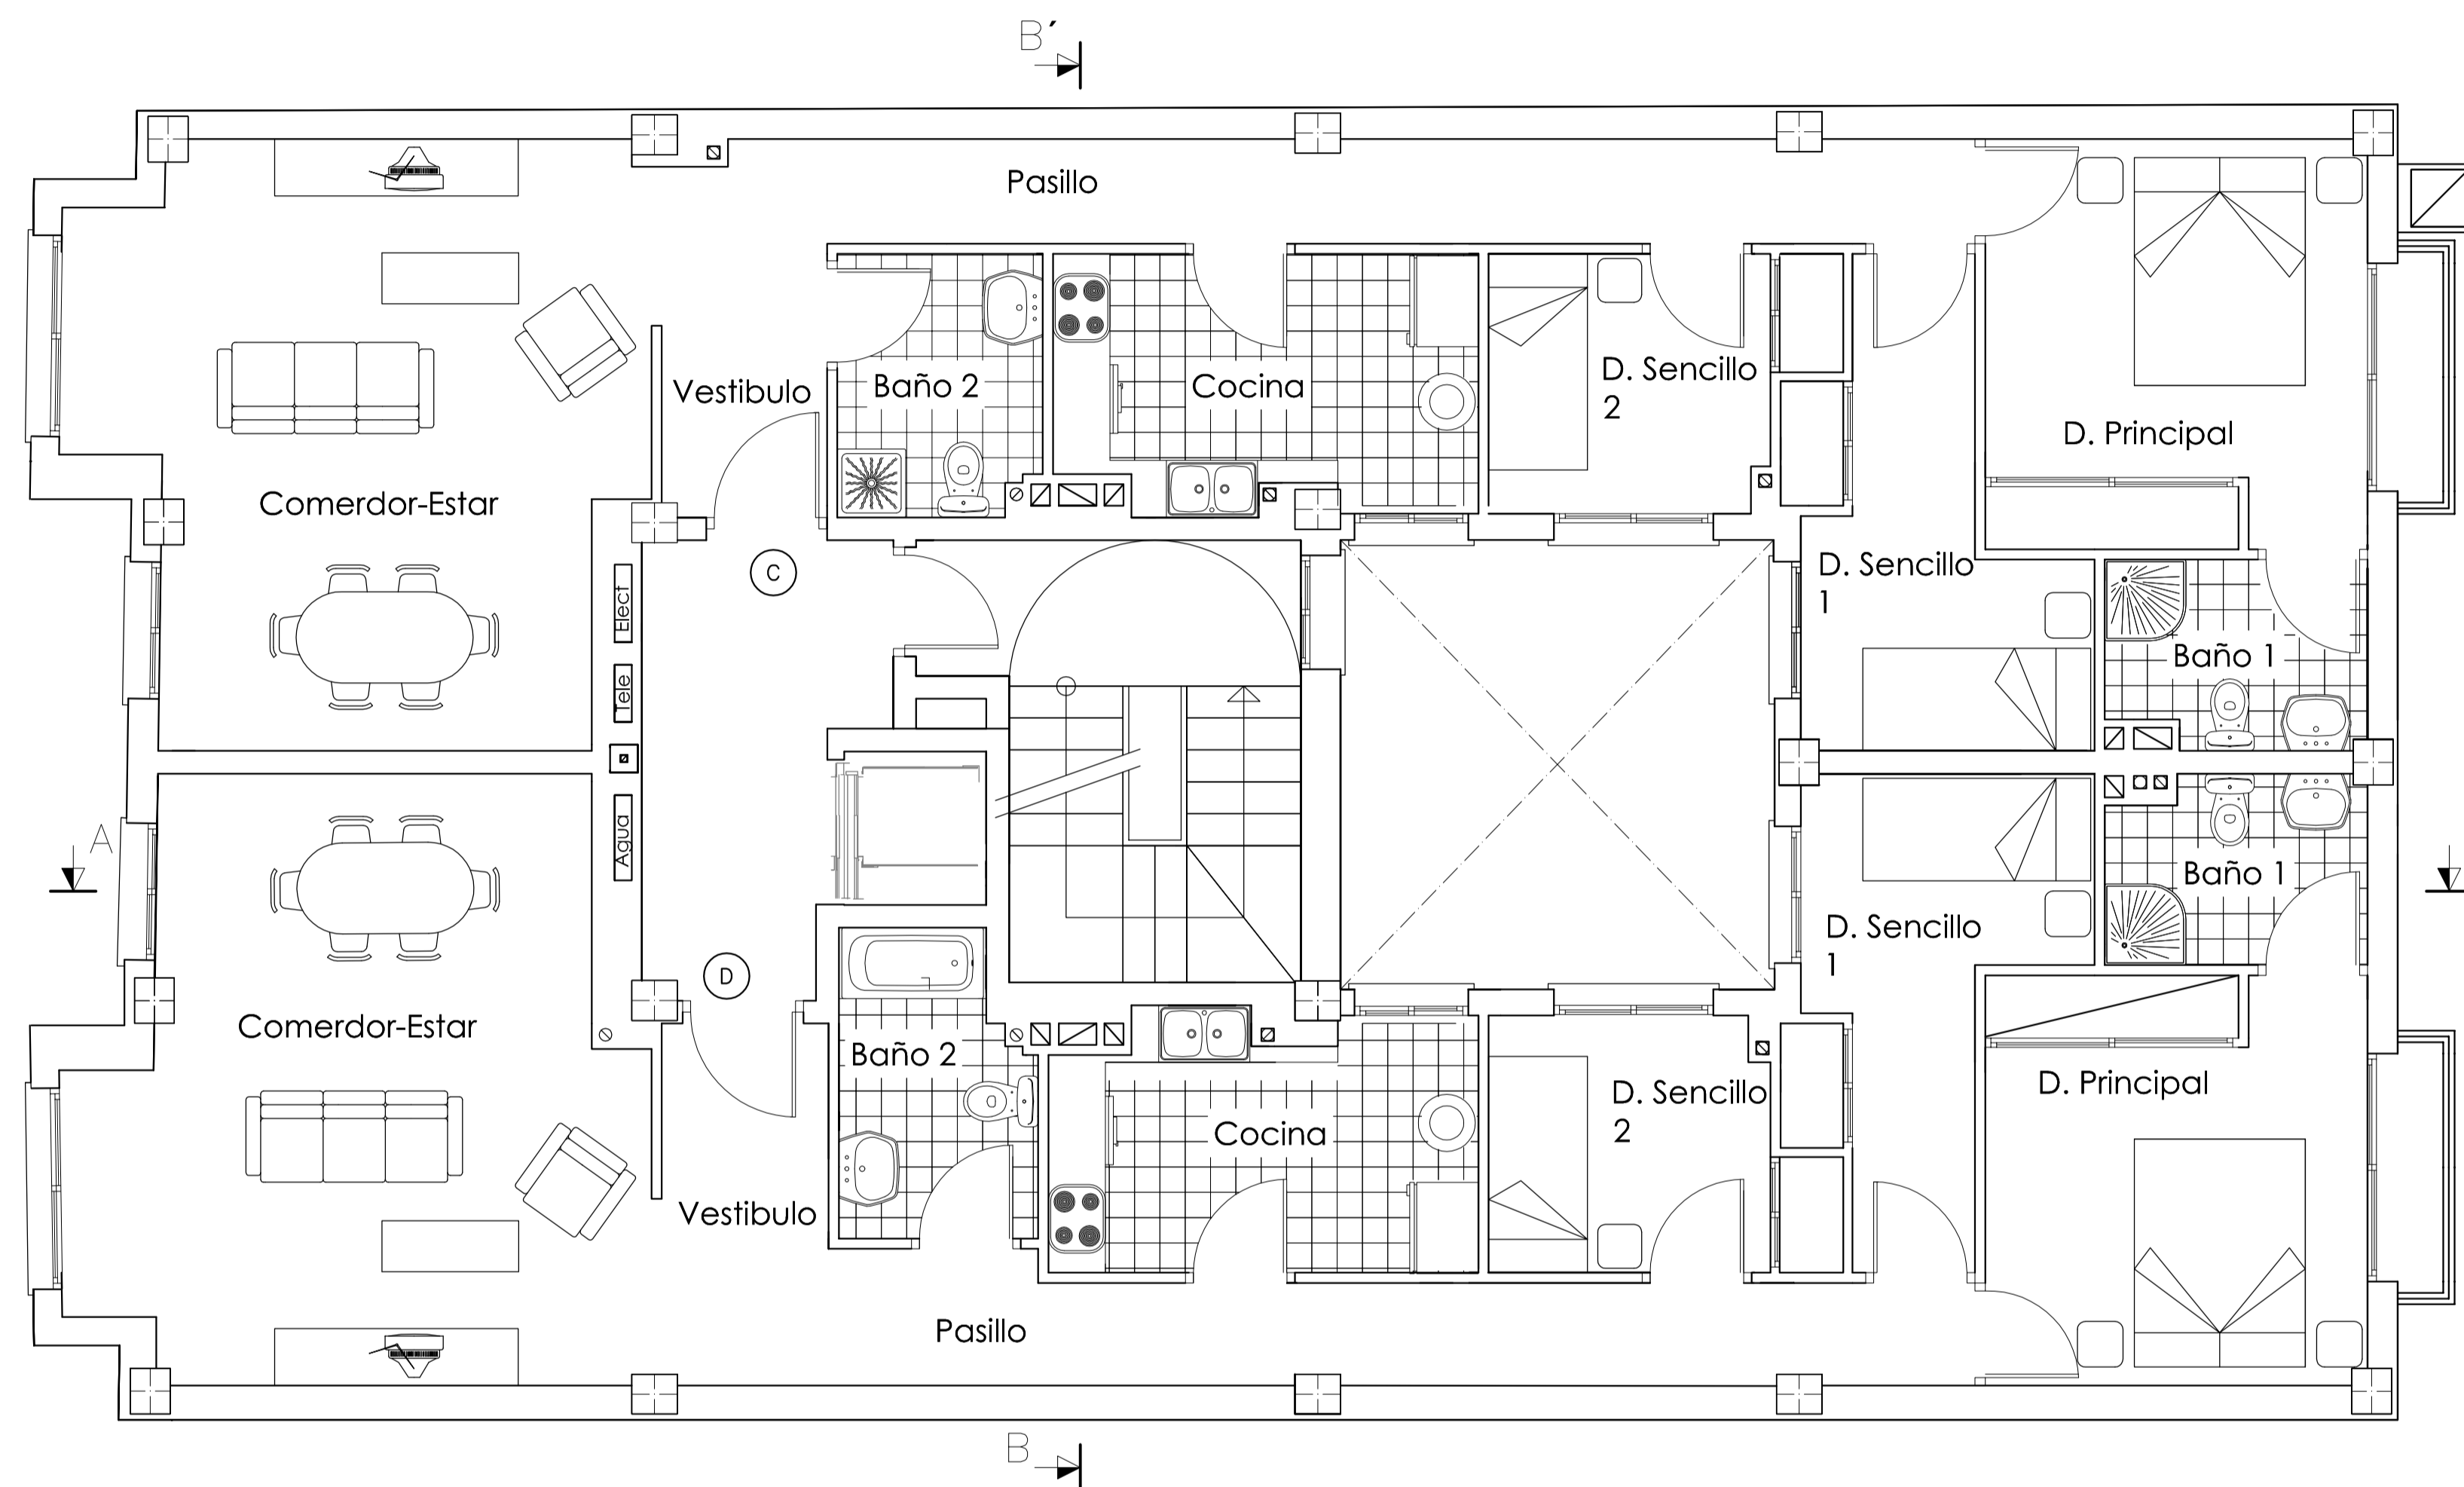 B´
Pasillo
Vestibulo
Baño 2
Cocina
D. Sencillo
2
D. Principal
Comerdor-Estar
C
Elect
D. Sencillo
1
Baño 1
Tele
Agua
A
Baño 1
D. Sencillo
1
D
Comerdor-Estar
Baño 2
D. Principal
D. Sencillo
2
Cocina
Vestibulo
Pasillo
B